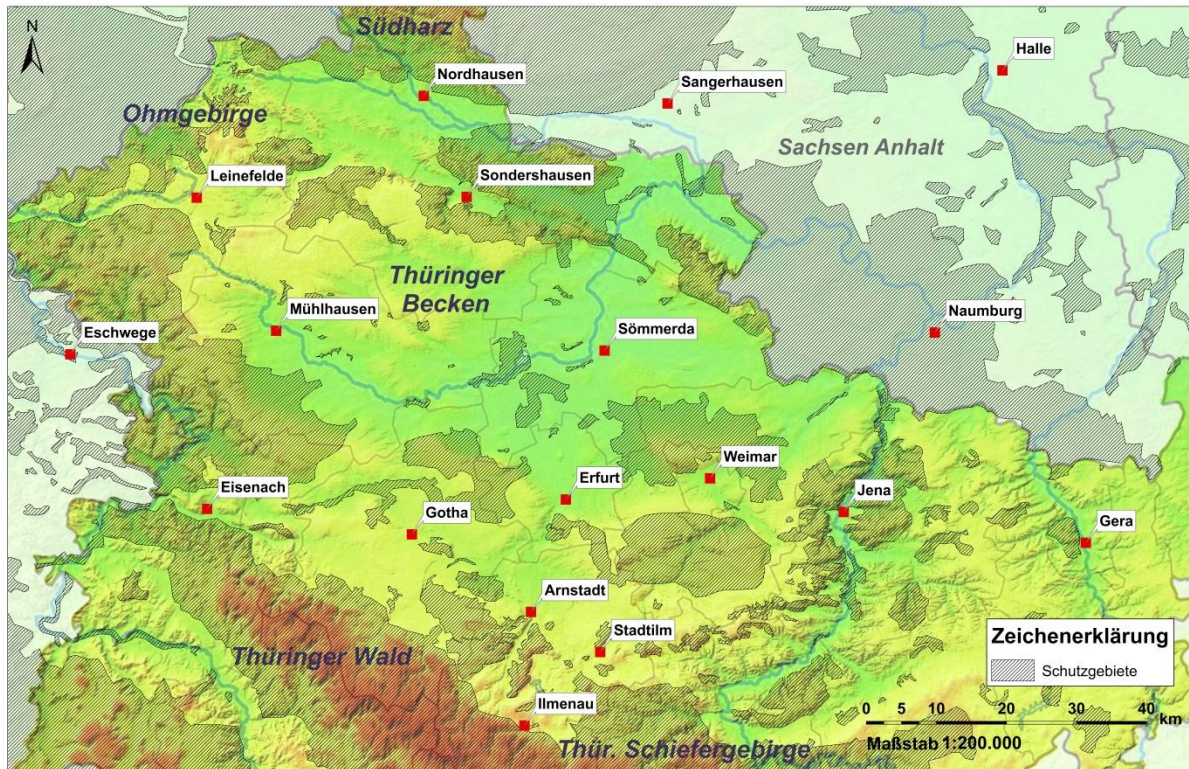 N
Südharz
Halle
Nordhausen
Sangerhausen
Ohmgebirge
Sachsen Anhalt
Leinefelde
Sondershausen
Thüringer
Becken
Mühlhausen
Naumburg
Eschwege
Sömmerda
Weimar
Erfurt
Eisenach
Jena
Gotha
Gera
Arnstadt
Stadtilm
Zeichenerklärung
Schutzgebiete
Thüringer Wald
Ilmenau
0 5 10 20 30 40
km
Maßstab 1:200.000
Thür. Schiefergebirge